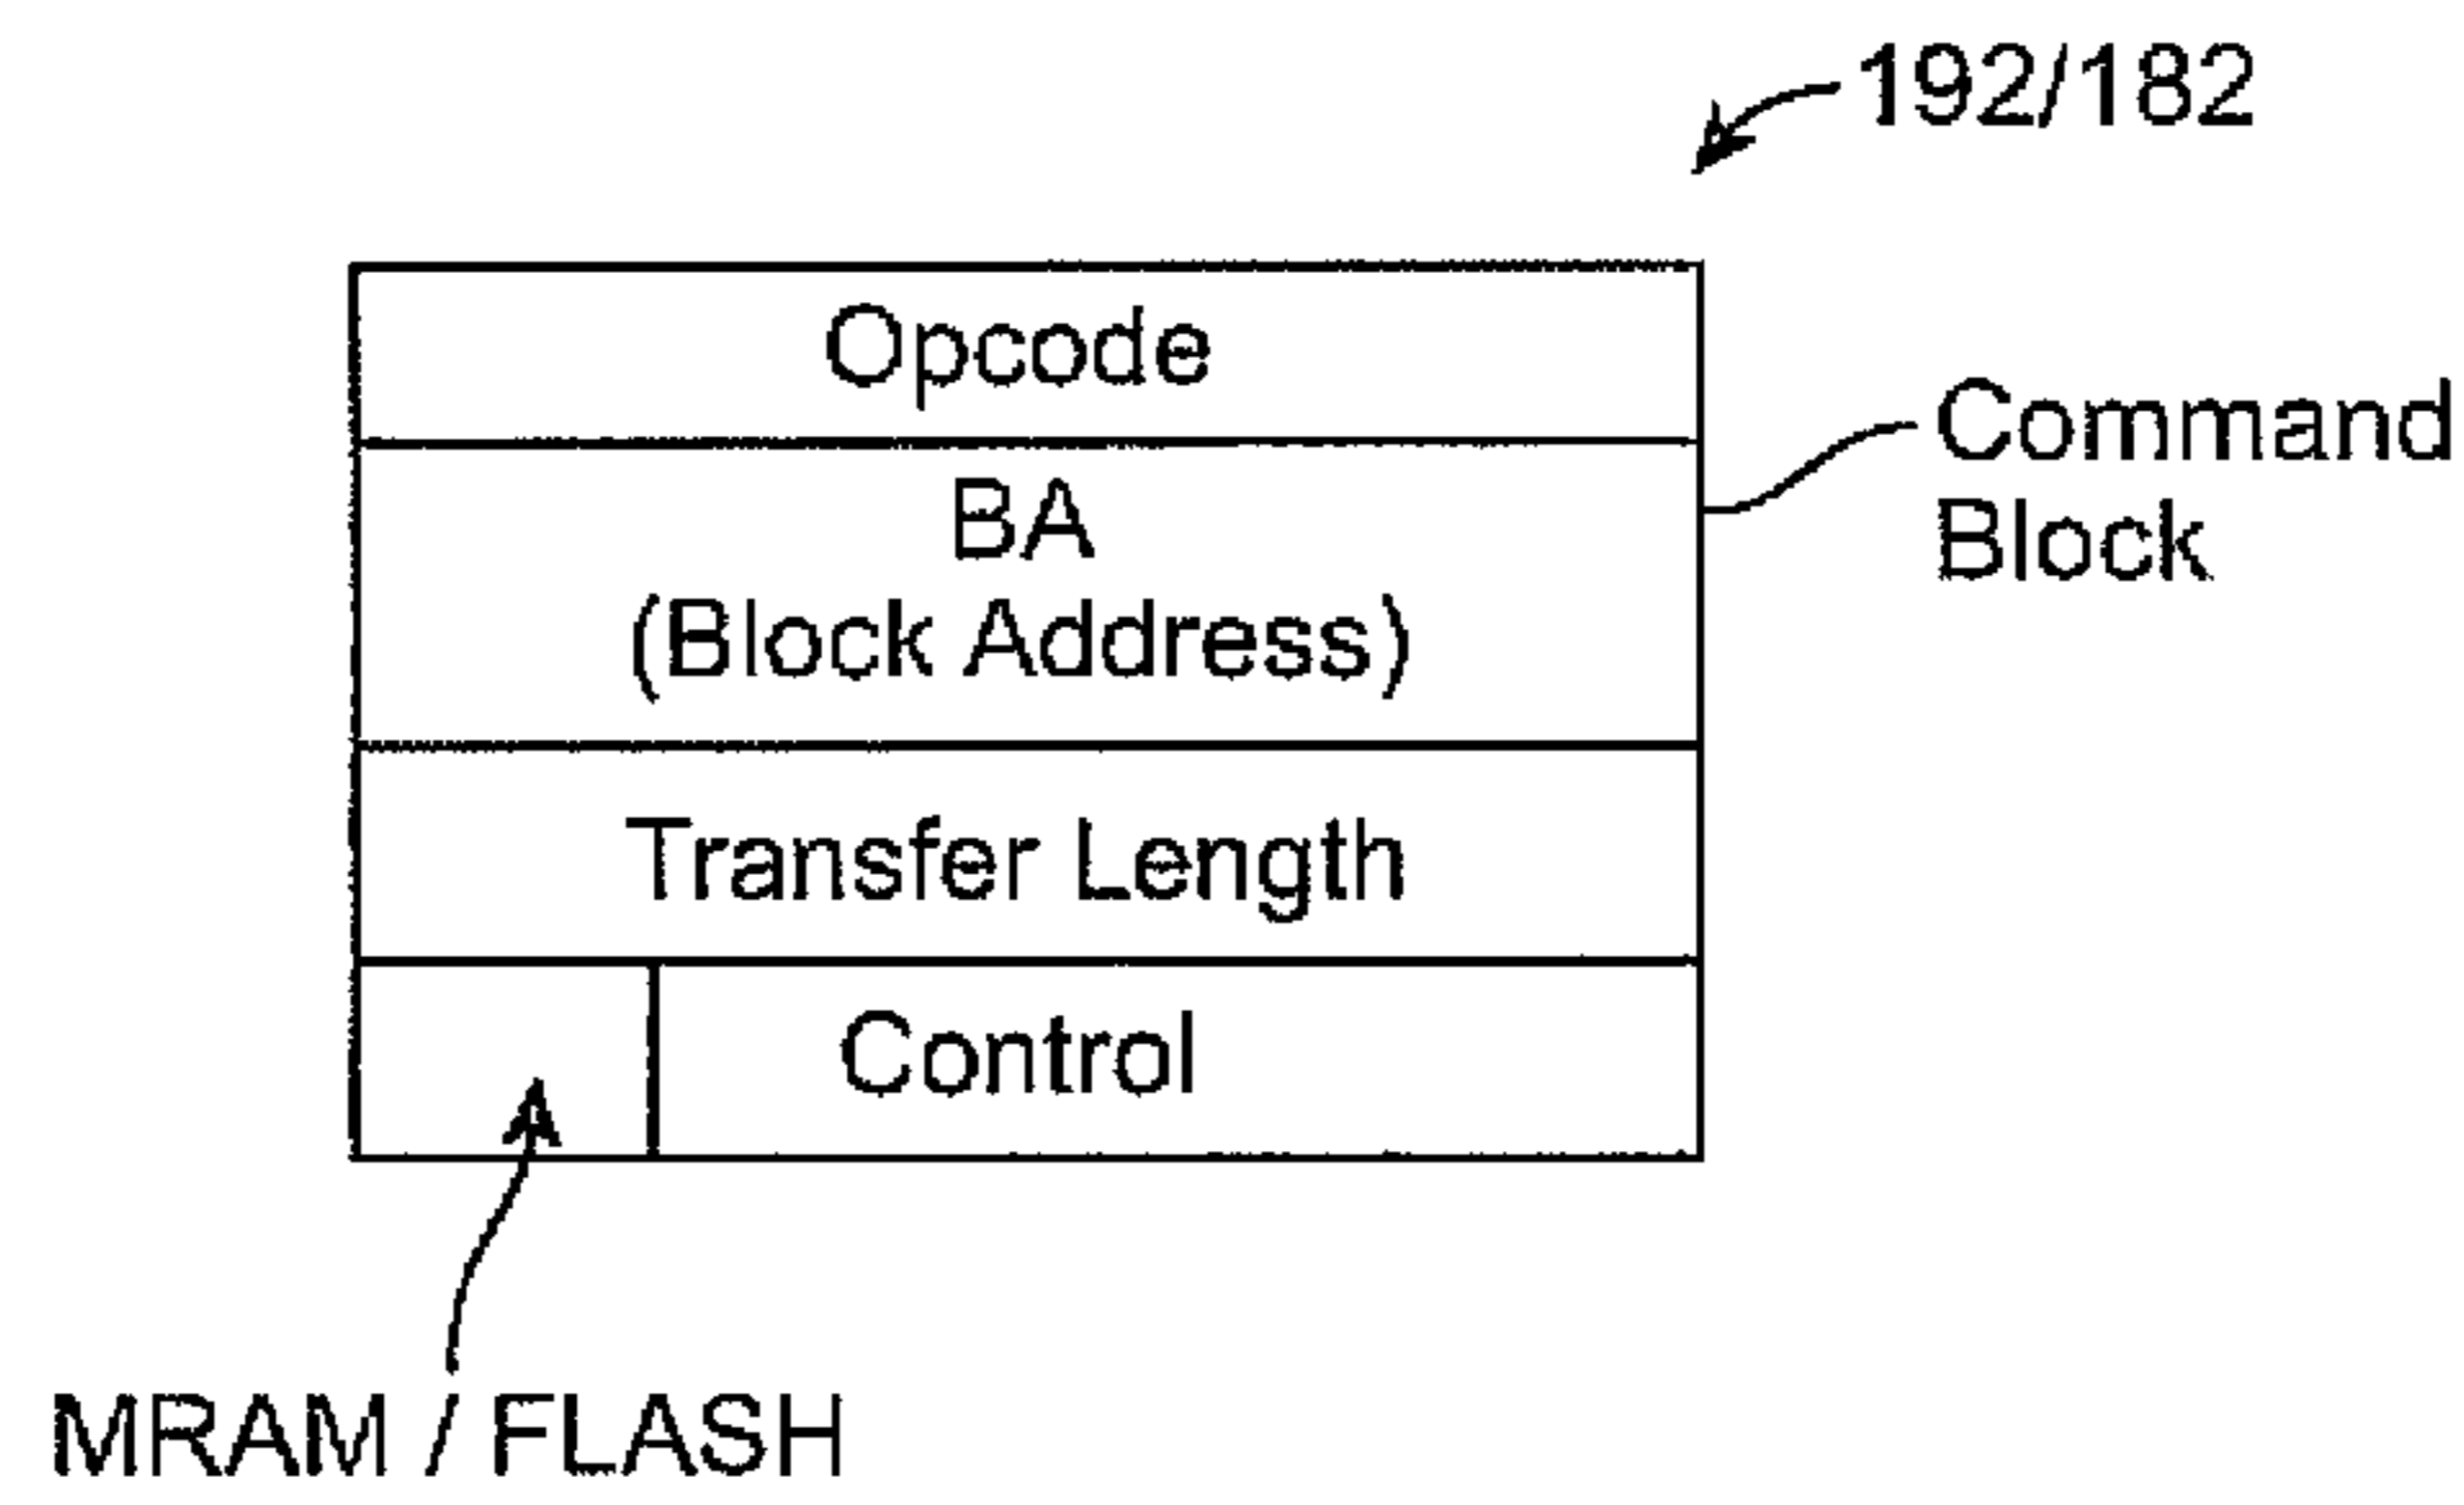 192/182
Opcode
Command
Block
BA
(Block Address)
Transfer Length
Control
MRAM / FLASH